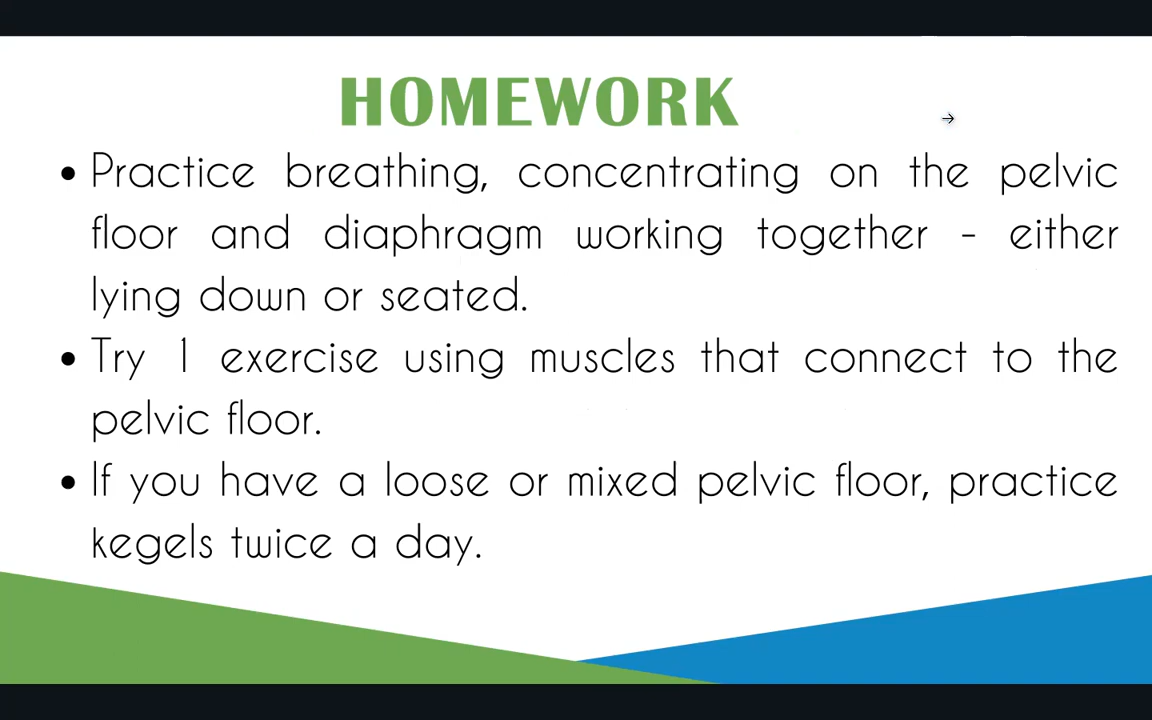 HOMEWORK
• Practice breathing, concentrating on the pelvic
floor and diaphragm working together - either
lying down or seated.
• Try 1 exercise using muscles that connect to the
pelvic floor.
• If you have a loose or mixed pelvic floor, practice
kegels twice a day.